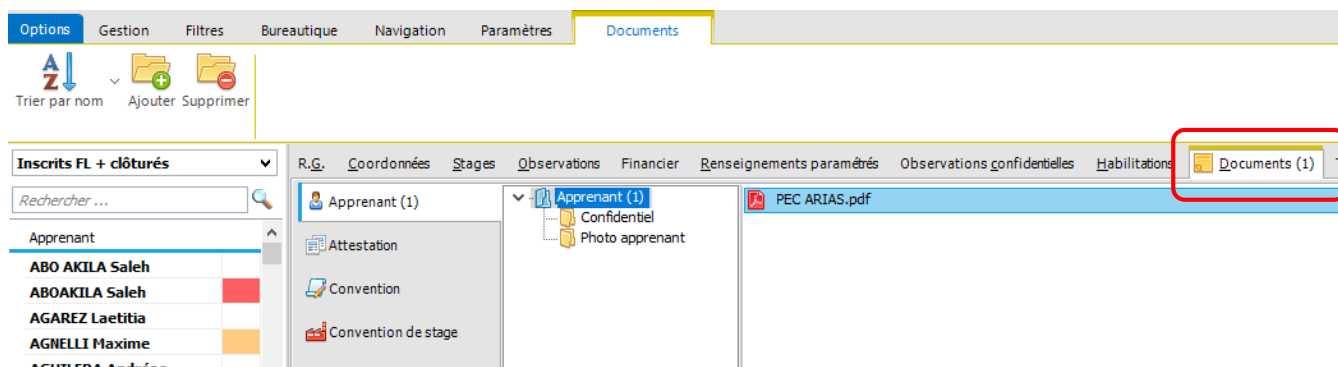 Options Gestion Filtres Bureautique Navigation Paramètres Documents
A
Z
Trier par nom Ajouter Supprimer
Inscrits FL + clôturés
R.G. Coordonnées Stages Observations Financier Renseignements paramétrés Observations confidentielles Habilitations Documents (1)
Rechercher ...
Apprenant (1)
Apprenant (1)
PEC ARIAS.pdf
Confidentiel
Photo apprenant
Apprenant
Attestation
ABO AKILA Saleh
ABOAKILA Saleh
Convention
AGAREZ Laetitia
AGNELLI Maxime
Convention de stage